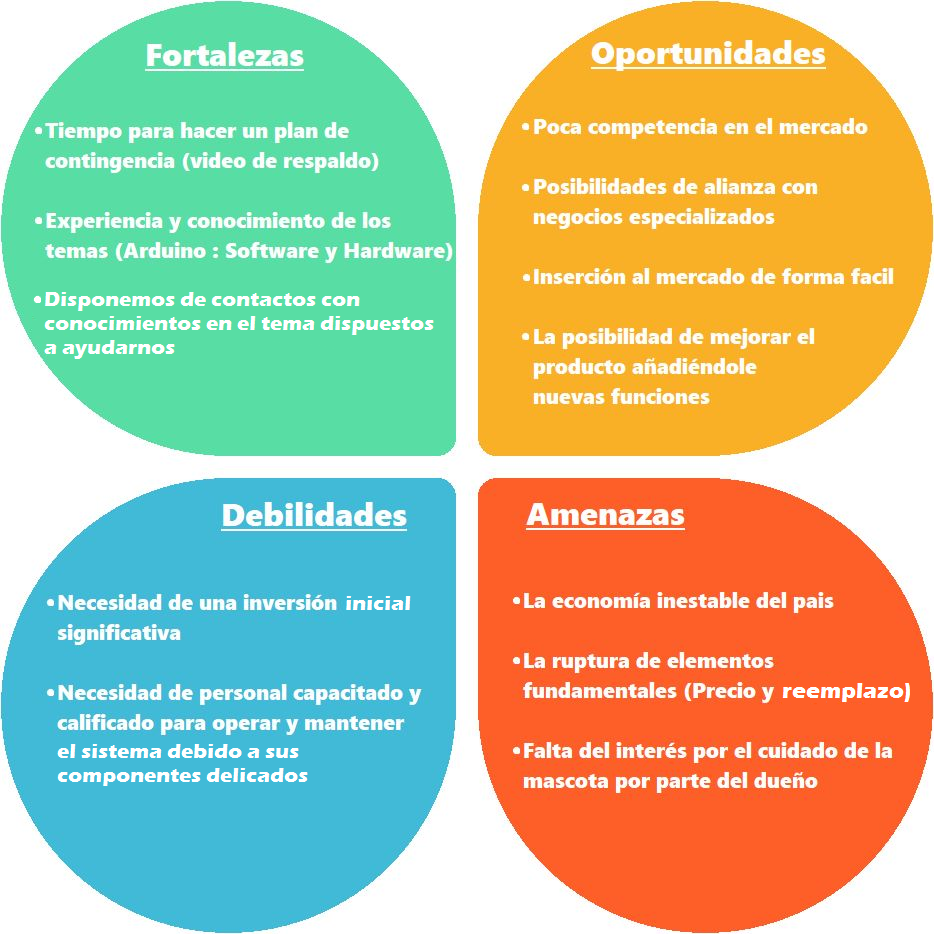 Fortalezas
•Tiempo para hacer un plan de
contingencia (video de respaldo)
•Experiencia y conocimiento de los
temas (Arduino : Software y Hardware)
•Disponemos de contactos con
conocimientos en el tema dispuestos
a ayudarnos
Oportunidades
•Poca competencia en el mercado
•Posibilidades de alianza con
negocios especializados
•Inserción al mercado de forma facil
•La posibilidad de mejorar el
producto añadiéndole
nuevas funciones
Debilidades
•Necesidad de una inversión inicial
significativa
•Necesidad de personal capacitado y
calificado para operar y mantener
el sistema debido a sus
componentes delicados
Amenazas
•La economía inestable del pais
•La ruptura de elementos
fundamentales (Precio y reemplazo)
•Falta del interés por el cuidado de la
mascota por parte del dueño